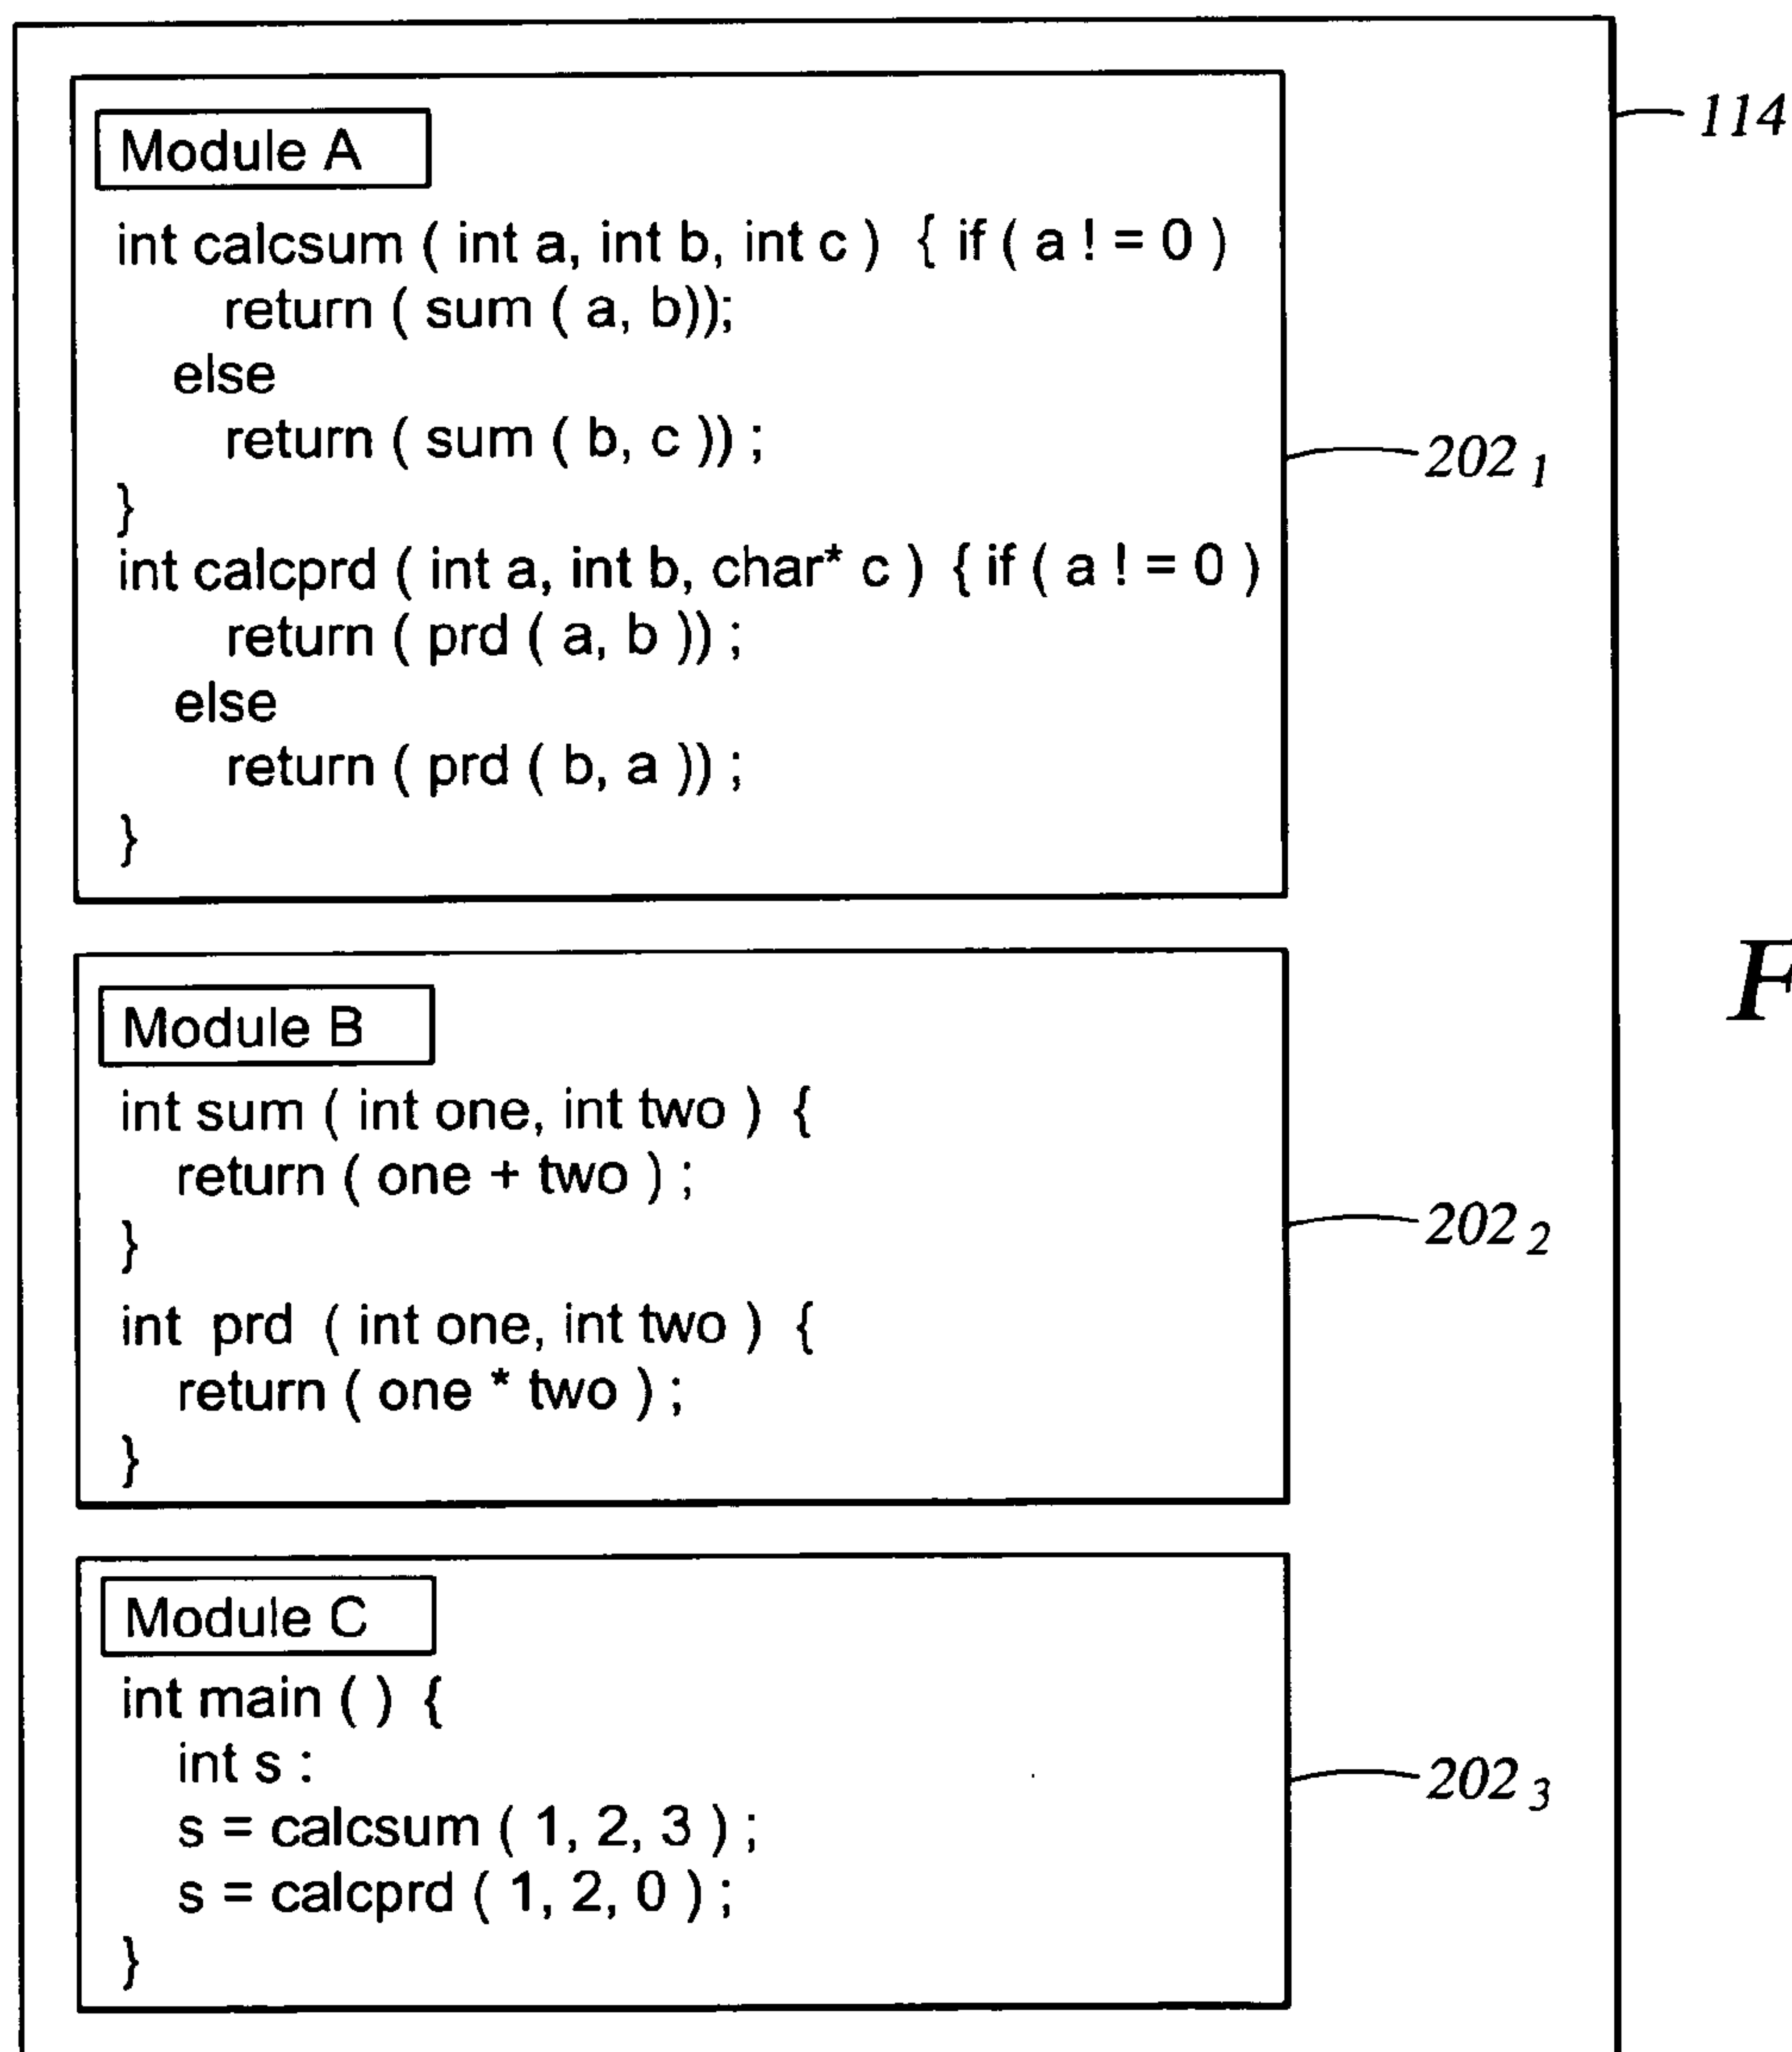 114
Module A
int calcsum ( int a, int b, int c ) { if ( a ! = 0 )
return ( sum ( a, b));
else
return ( sum ( b, c )) ;
}
202 1
int calcprd ( int a, int b, char* c ) { if ( a ! = 0 )
return ( prd ( a, b )) ;
else
return ( prd ( b, a )) ;
}
F
Module B
int sum ( int one, int two ) {
return ( one + two ) ;
}
202 2
int prd ( int one, int two ) {
return ( one * two ) ;
}
Module C
int main ( ) {
int s :
s = calcsum ( 1, 2, 3 ) ;
s = calcprd ( 1, 2, 0 ) ;
}
202 3